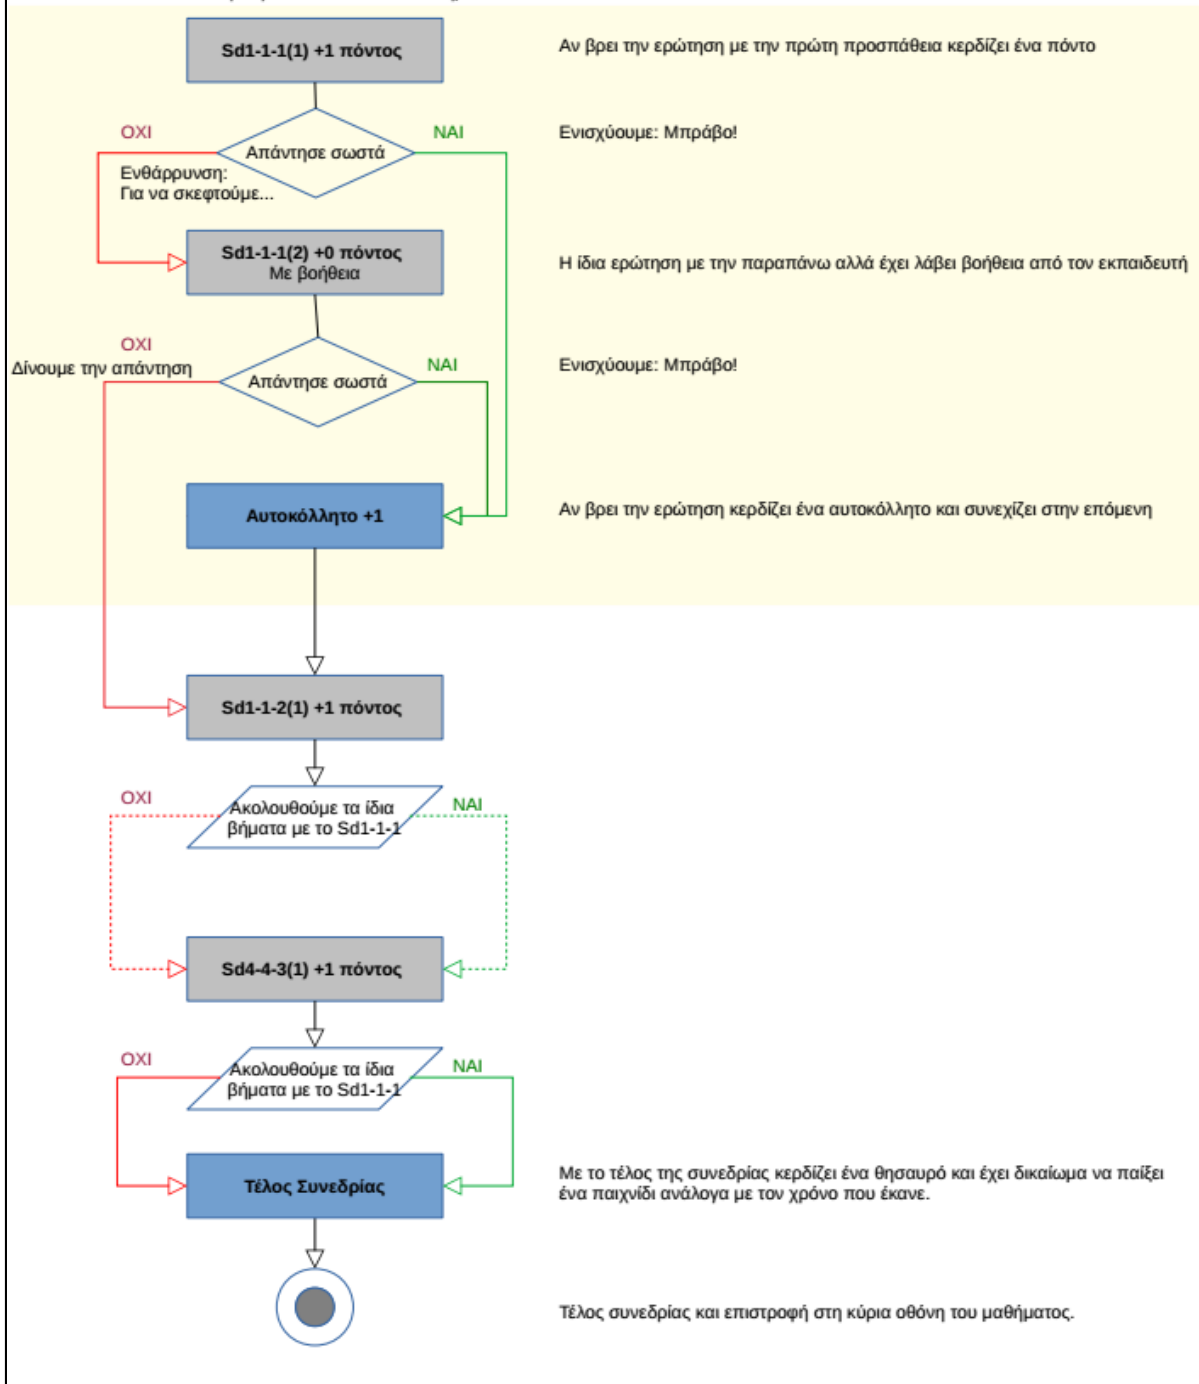 Sd1-1-1(1) +1 πόντος
Αν βρει την ερώτηση με την πρώτη προσπάθεια κερδίζει ένα πόντο
ΟΧΙ
ΝΑΙ
Ενισχύουμε: Μπράβο!
Απάντησε σωστά
Ενθάρρυνση:
Για να σκεφτούμε...
Sd1-1-1(2) +0 πόντος
Με βοήθεια
Η ίδια ερώτηση με την παραπάνω αλλά έχει λάβει βοήθεια από τον εκπαιδευτή
ΟΧΙ
Δίνουμε την απάντηση
ΝΑΙ
Ενισχύουμε: Μπράβο!
Απάντησε σωστά
Αυτοκόλλητο +1
Αν βρει την ερώτηση κερδίζει ένα αυτοκόλλητο και συνεχίζει στην επόμενη
Sd1-1-2(1) +1 πόντος
ΟΧΙ
ΝΑΙ
Ακολουθούμε τα ίδια
βήματα με το Sd1-1-1
Sd4-4-3(1) +1 πόντος
ΟΧΙ
ΝΑΙ
Ακολουθούμε τα ίδια
βήματα με το Sd1-1-1
Τέλος Συνεδρίας
Με το τέλος της συνεδρίας κερδίζει ένα θησαυρό και έχει δικαίωμα να παίξει
ένα παιχνίδι ανάλογα με τον χρόνο που έκανε.
Τέλος συνεδρίας και επιστροφή στη κύρια οθόνη του μαθήματος.